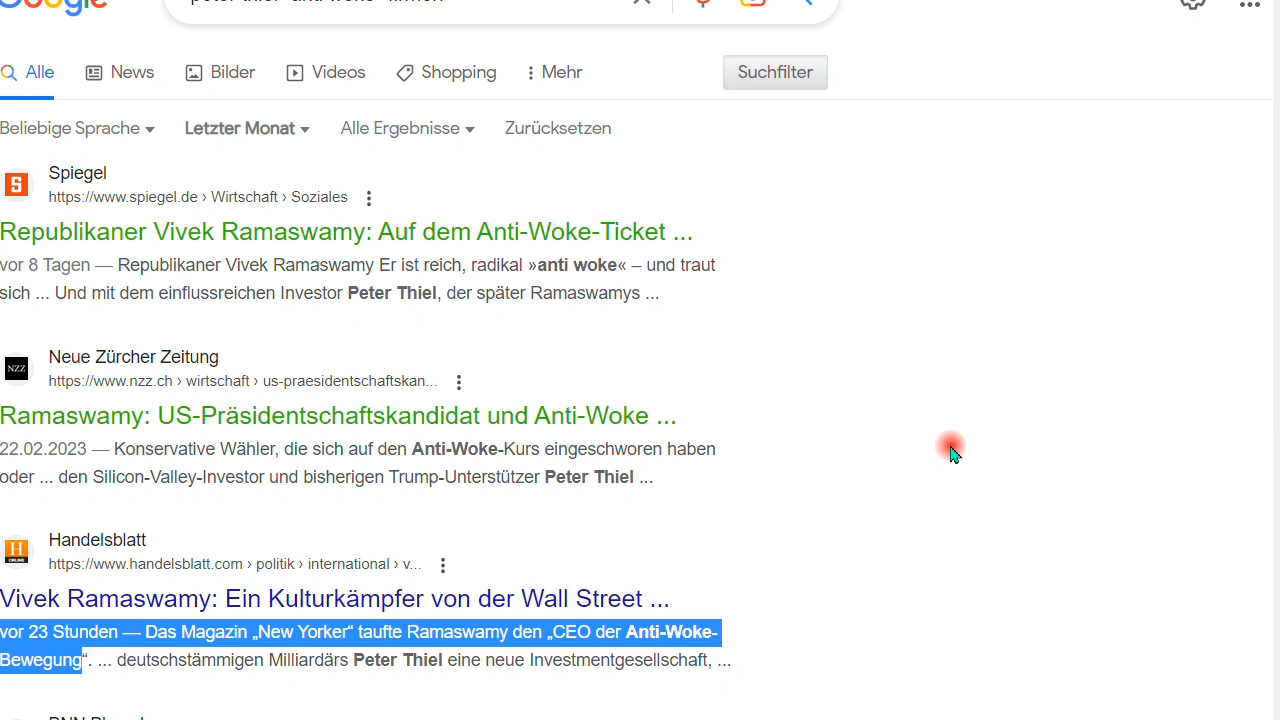 Alle News Bilder Videos Shopping Mehr Suchfilter
Beliebige Sprache Letzter Monat Alle Ergebnisse Zurücksetzen
Spiegel
https://www.spiegel.de › Wirtschaft › Soziales
Republikaner Vivek Ramaswamy: Auf dem Anti-Woke-Ticket ...
vor 8 Tagen — Republikaner Vivek Ramaswamy Er ist reich, radikal »anti woke« – und traut
sich ... Und mit dem einflussreichen Investor Peter Thiel, der später Ramaswamys ...
NZZ
Neue Zürcher Zeitung
https://www.nzz.ch › wirtschaft › us-praesidentschaftskan...
Ramaswamy: US-Präsidentschaftskandidat und Anti-Woke ...
22.02.2023 — Konservative Wähler, die sich auf den Anti-Woke-Kurs eingeschworen haben
oder ... den Silicon-Valley-Investor und bisherigen Trump-Unterstützer Peter Thiel ...
Handelsblatt
https://www.handelsblatt.com › politik › international › v...
Vivek Ramaswamy: Ein Kulturkämpfer von der Wall Street ...
vor 23 Stunden — Das Magazin „New Yorker“ taufte Ramaswamy den „CEO der Anti-Woke-
Bewegung“. ... deutschstämmigen Milliardärs Peter Thiel eine neue Investmentgesellschaft, ...